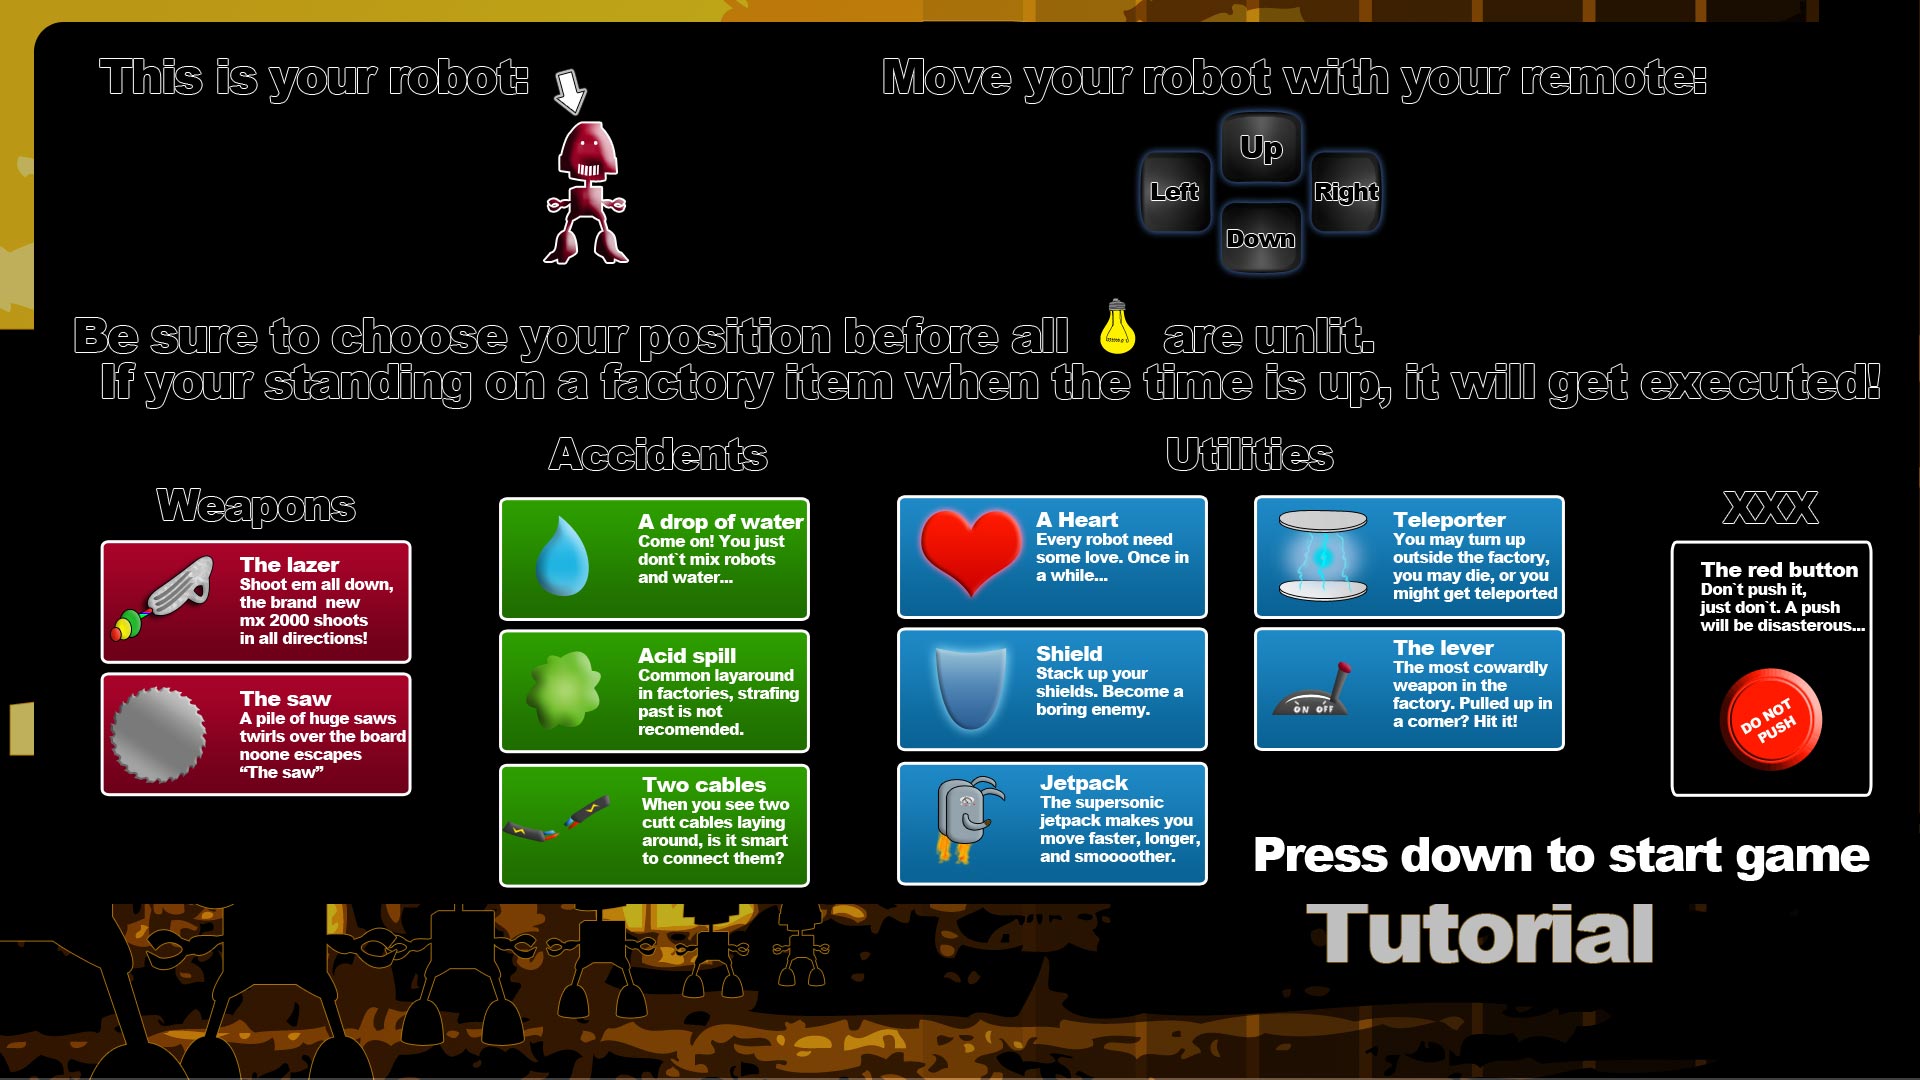 This is your robot:
Move your robot with your remote:
Up
Left
Right
Down
Be sure to choose your position before all are unlit.
If your standing on a factory item when the time is up, it will get executed!
Weapons
The lazer
Shoot em all down,
the brand new
mx 2000 shoots
in all directions!
The saw
A pile of huge saws
twirls over the board
noone escapes
“The saw”
Accidents
A drop of water
Come on! You just
dont`t mix robots
and water...
Acid spill
Common layaround
in factories, strafing
past is not
recomended.
Two cables
When you see two
cutt cables laying
around, is it smart
to connect them?
Utilities
A Heart
Every robot need
some love. Once in
a while...
Shield
Stack up your
shields. Become a
boring enemy.
Jetpack
The supersonic
jetpack makes you
move faster, longer,
and smoooother.
Teleporter
You may turn up
outside the factory,
you may die, or you
might get teleported
The lever
The most cowardly
weapon in the
factory. Pulled up in
a corner? Hit it!
ON OFF
XXX
The red button
Don`t push it,
just don`t. A push
will be disasterous...
DO NOT
PUSH
Press down to start game
Tutorial